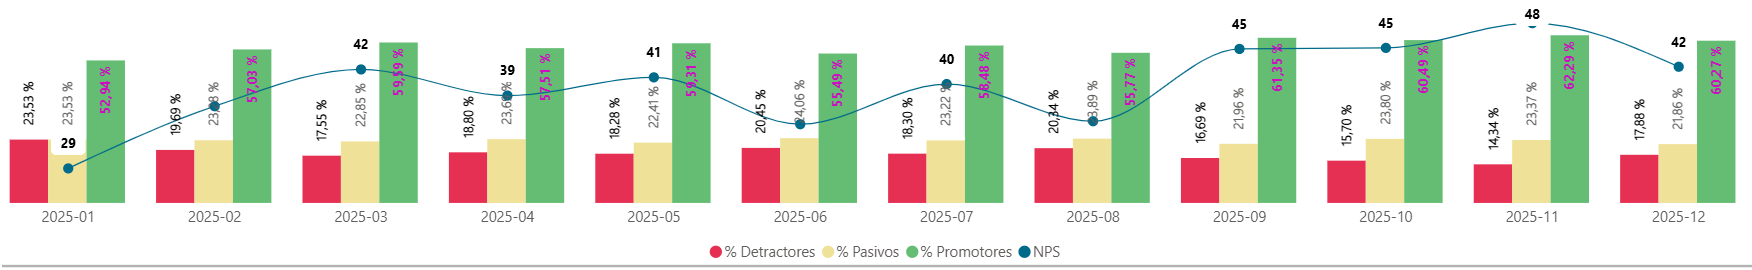 45 45 48
42 39 41 40 42
23,53 % 23,53 % 52,94 % 19,69 % 57,03 % 17,55 % 22,85 % 59,59 % 18,80 % 57,51 % 18,28 % 22,41 % 59,31 % 20,45 % 24,06 % 55,49 % 18,30 % 23,22 % 58,48 % 20,34 % 23,89 % 55,77 % 16,69 % 21,96 % 61,35 % 15,70 % 23,80 % 60,49 % 14,34 % 23,37 % 62,29 % 17,88 % 21,86 % 60,27 %
29
2025-01 2025-02 2025-03 2025-04 2025-05 2025-06 2025-07 2025-08 2025-09 2025-10 2025-11 2025-12
% Detractores % Pasivos % Promotores NPS